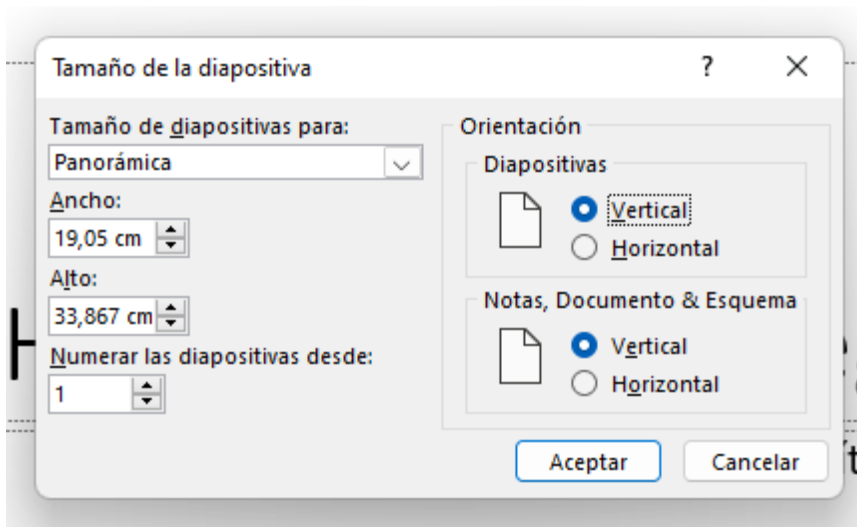 Tamaño de la diapositiva
?
Tamaño de diapositivas para:
Panorámica
Ancho:
19,05 cm
Alto:
33,867 cm
Numerar las diapositivas desde:
1
Orientación
Diapositivas
Vertical
Horizontal
Notas, Documento & Esquema
Vertical
Horizontal
Aceptar
Cancelar